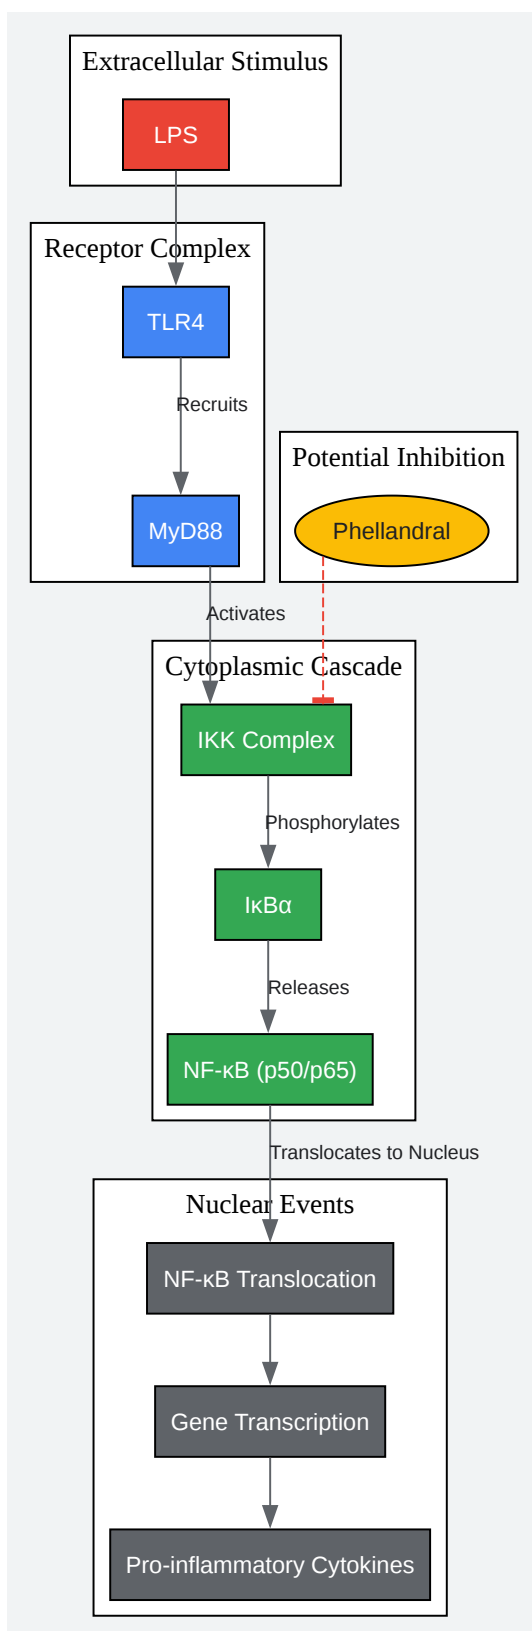 Extracellular Stimulus
LPS
Receptor Complex
TLR4
Recruits
Potential Inhibition
MyD88
Phellandral
Activates
Cytoplasmic Cascade
IKK Complex
Phosphorylates
IκBα
Releases
NF-κB (p50/p65)
Translocates to Nucleus
Nuclear Events
NF-κB Translocation
Gene Transcription
Pro-inflammatory Cytokines